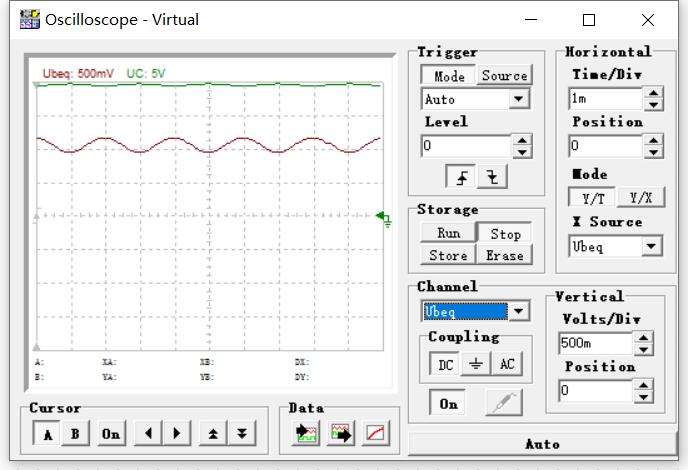 Oscilloscope - Virtual
Ubeq: 500mV UC: 5V
A: XA: XB: DX:
B: YA: YB: DY:
Cursor
A B On
Data
Trigger
Mode Source
Auto
Level
0
Storage
Run Stop
Store Erase
Horizontal
Time/Div
1m
Position
0
Mode
Y/T Y/X
X Source
Ubeq
Channel
Ubeq
Coupling
DC AC
On
Vertical
Volts/Div
500m
Position
0
Auto